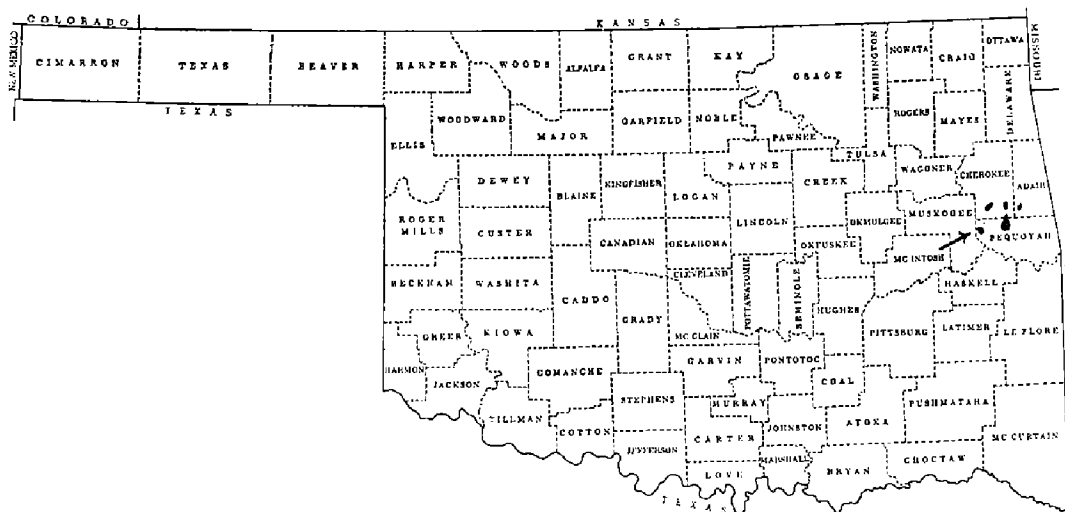 COLORADO KANSAS
NEW MEXICO
MISSOURI
CIMARRON TEXAS BEAVER HARPER WOODS ALFALFA GRANT KAY OSAGE WASHINGTON NOWATA CRAIG OTTAWA
TEXAS
DELAWARE
WOODWARD MAJOR GARFIELD NOBLE PAWNEE ROGERS MAYES
ELLIS
TULSA
DEWEY BLAINE KINGFISHER LOGAN PAYNE CREEK WAGONER CHEROKEE ADAIR
ROGER MILLS
CUSTER CANADIAN OKLAHOMA LINCOLN OKFUSKEE OKMULGEE MUSKOGEE
SEQUOYAH
MC INTOSH
BECKHAM WASHITA CADDO CLEVELAND POTTAWATOMIE SEMINOLE HUGHES HASKELL
GRADY
GREER KIOWA MC CLAIN PITTSBURG LATIMER LE FLORE
HARMON JACKSON COMANCHE GARVIN PONTOTOC COAL
TILLMAN STEPHENS MURRAY PUSHMATAHA
COTTON JEFFERSON CARTER JOHNSTON ATOKA MC CURTAIN
LOVE MARSHALL BRYAN CHOCTAW
TEXAS